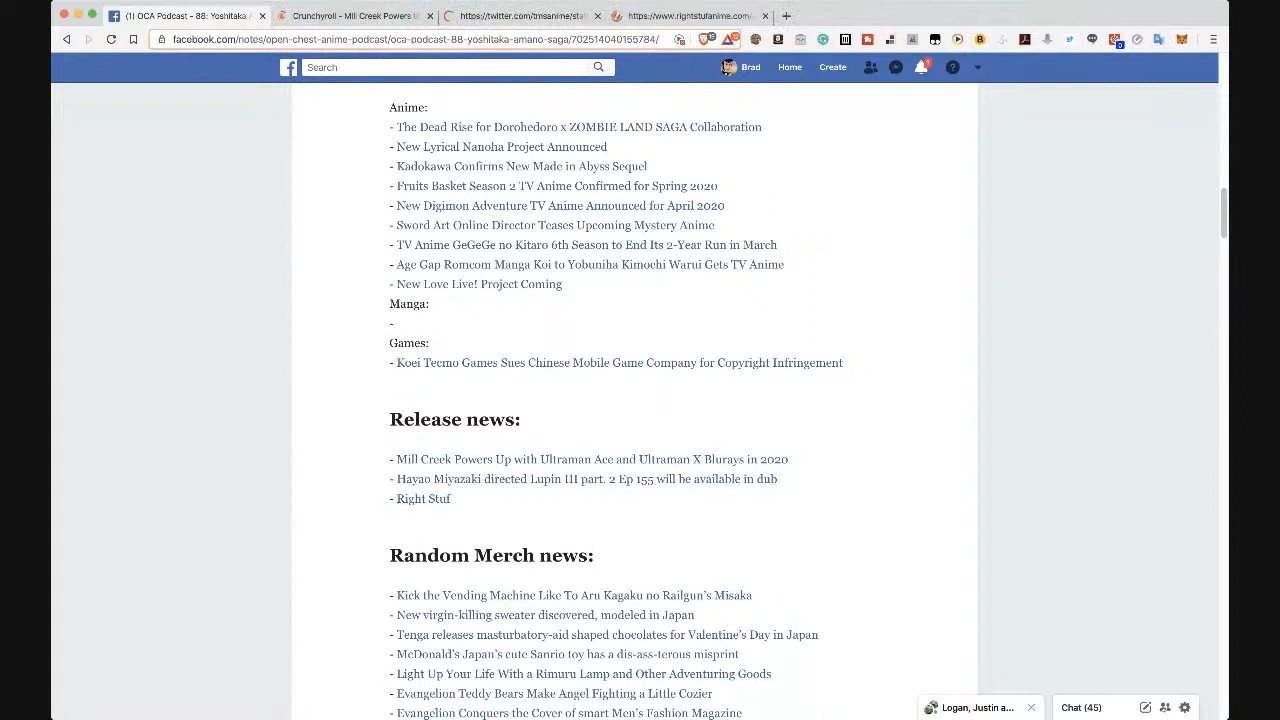 (1) OCA Podcast - 88: Yoshitaka
Crunchyroll - Mill Creek Powers U
https://twitter.com/tmsanime/sta
https://www.rightstufanime.com/
facebook.com/notes/open-chest-anime-podcast/oca-podcast-88-yoshitaka-amano-saga/702514040155784/
Search
Brad
Home
Create
1
Anime:
- The Dead Rise for Dorohedoro x ZOMBIE LAND SAGA Collaboration
- New Lyrical Nanoha Project Announced
- Kadokawa Confirms New Made in Abyss Sequel
- Fruits Basket Season 2 TV Anime Confirmed for Spring 2020
- New Digimon Adventure TV Anime Announced for April 2020
- Sword Art Online Director Teases Upcoming Mystery Anime
- TV Anime GeGeGe no Kitaro 6th Season to End Its 2-Year Run in March
- Age Gap Romcom Manga Koi to Yobuniha Kimochi Warui Gets TV Anime
- New Love Live! Project Coming
Manga:
-
Games:
- Koei Tecmo Games Sues Chinese Mobile Game Company for Copyright Infringement
Release news:
- Mill Creek Powers Up with Ultraman Ace and Ultraman X Blurays in 2020
- Hayao Miyazaki directed Lupin III part. 2 Ep 155 will be available in dub
- Right Stuf
Random Merch news:
- Kick the Vending Machine Like To Aru Kagaku no Railgun's Misaka
- New virgin-killing sweater discovered, modeled in Japan
- Tenga releases masturbatory-aid shaped chocolates for Valentine's Day in Japan
- McDonald's Japan's cute Sanrio toy has a dis-ass-terous misprint
- Light Up Your Life With a Rimuru Lamp and Other Adventuring Goods
- Evangelion Teddy Bears Make Angel Fighting a Little Cozier
- Evangelion Conquers the Cover of smart Men's Fashion Magazine
Logan, Justin a...
Chat (45)